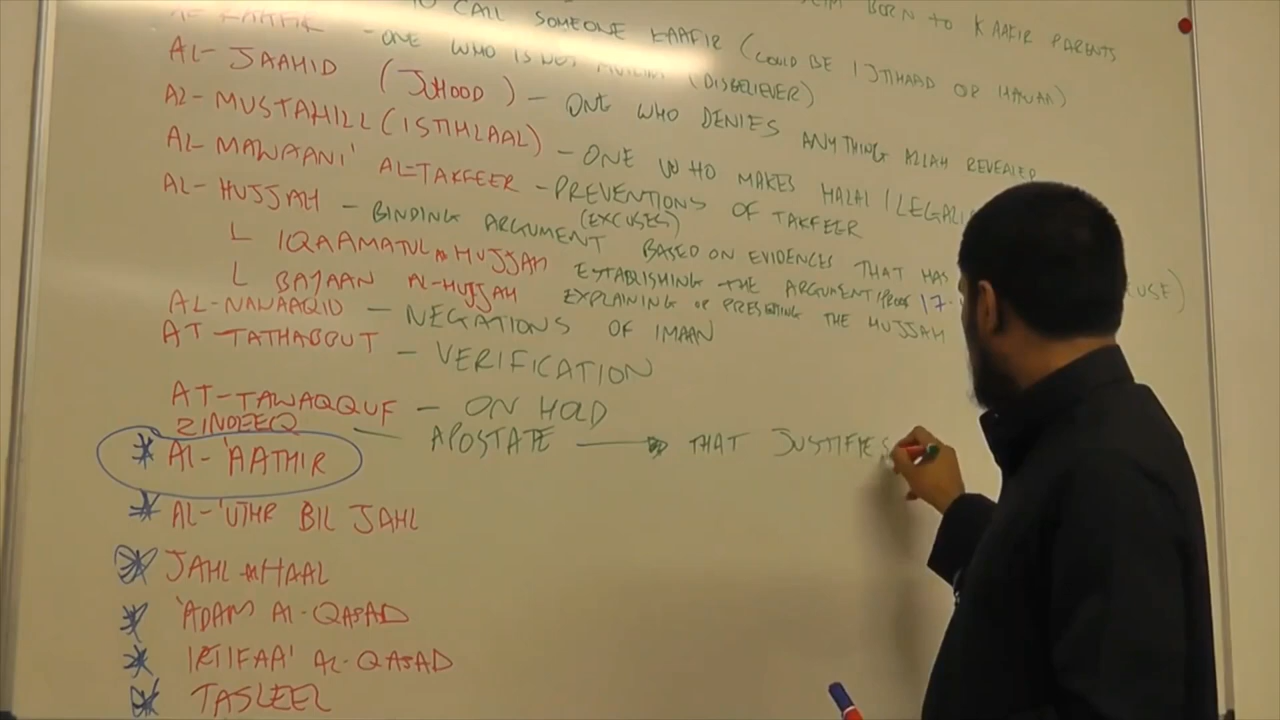 TO CALL SOMEONE KAAFIR (COULD BE IJTIHAAD OR HAWAA)
BORN TO KAAFIR PARENTS
- ONE WHO IS NOT MUSLIM (DISBELIEVER)
AL-JAAHID (JUHOOD) - ONE WHO DENIES ANYTHING ALLAH REVEALED
AL-MUSTAHILL (ISTIHLAAL) - ONE WHO MAKES HALAL /
AL-MAWAANI' AL-TAKFEER - PREVENTIONS OF TAKFEER
(EXCUSES)
AL-HUJJAH - BINDING ARGUMENT BASED ON EVIDENCES THAT HAS
L IQAAMATUL HUJJAH ESTABLISHING THE ARGUMENT/PROOF 17.
L BAYAAN AL-HUJJAH EXPLAINING OR PRESENTING THE HUJJAH
AL-NAWAAQID - NEGATIONS OF IMAAN
AT-TATHABBUT - VERIFICATION
AT-TAWAQQUF - ON HOLD
ZINDEEQ - APOSTATE → THAT JUSTIFIES
* AL-'AATHIR
* AL-'UTHR BIL JAHL
* JAHL HAAL
* 'ADAM AL-QASAD
* IRTIFAA' AL-QASAD
* TASLEEL